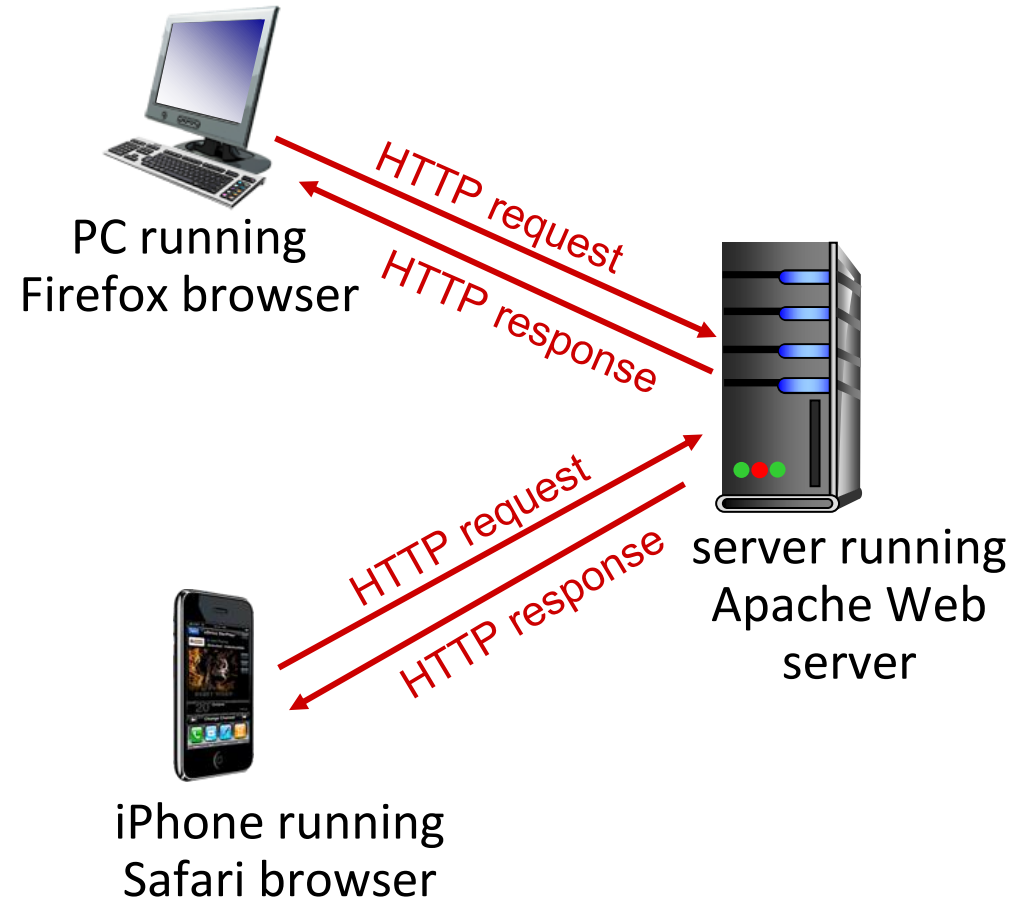 HTTP request
HTTP response
PC running
Firefox browser
HTTP request
HTTP response
server running
Apache Web
server
iPhone running
Safari browser